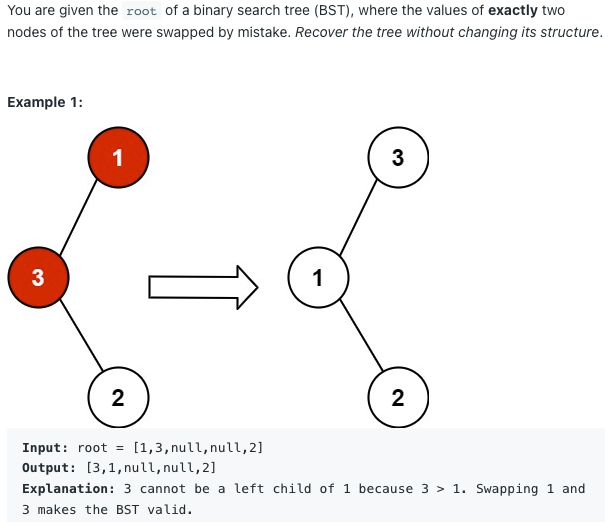 You are given the root of a binary search tree (BST), where the values of exactly two
nodes of the tree were swapped by mistake. Recover the tree without changing its structure.
Example 1:
1
3
3
1
2
2
Input: root = [1,3,null,null,2]
Output: [3,1,null,null,2]
Explanation: 3 cannot be a left child of 1 because 3 > 1. Swapping 1 and
3 makes the BST valid.